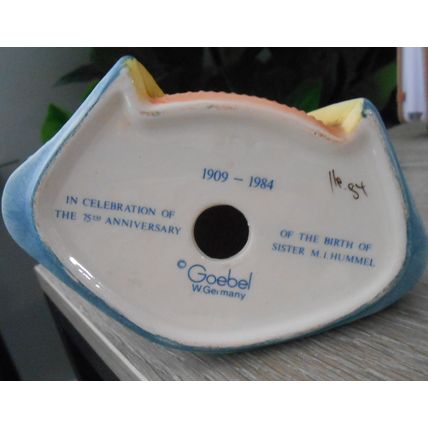 1909 – 1984
IN CELEBRATION OF
THE 75TH ANNIVERSARY
OF THE BIRTH OF
SISTER M.I.HUMMEL
© Goebel
W.Germany